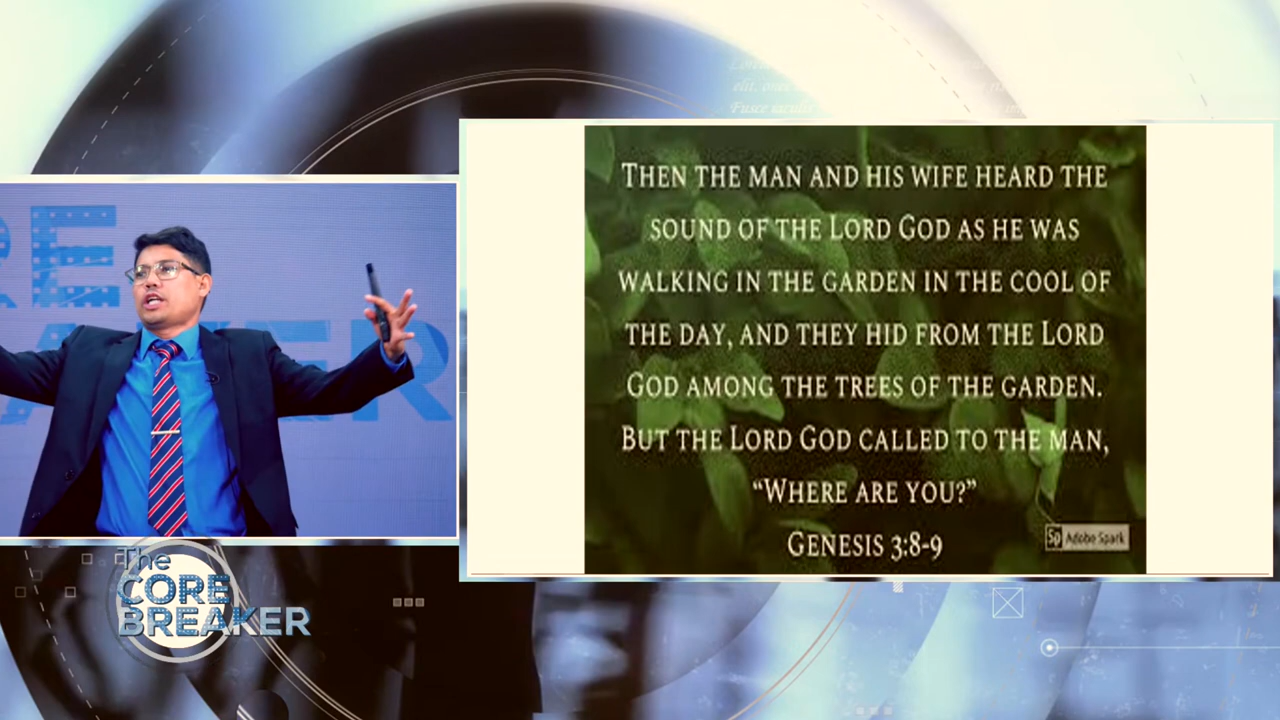 THEN THE MAN AND HIS WIFE HEARD THE
SOUND OF THE LORD GOD AS HE WAS
WALKING IN THE GARDEN IN THE COOL OF
THE DAY, AND THEY HID FROM THE LORD
GOD AMONG THE TREES OF THE GARDEN.
BUT THE LORD GOD CALLED TO THE MAN,
“WHERE ARE YOU?”
GENESIS 3:8-9
Sp Adobe Spark
The
CORE
BREAKER